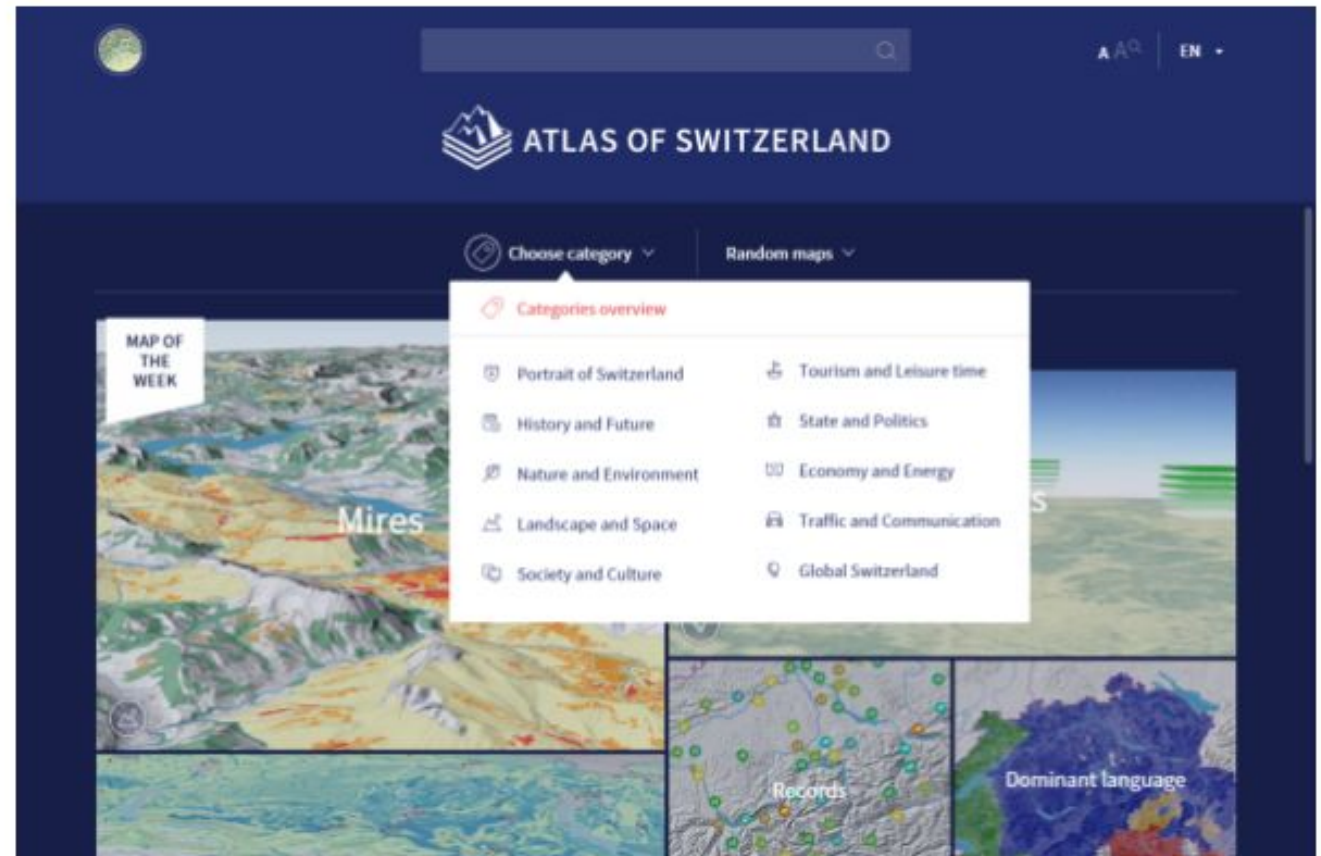 A A
EN
ATLAS OF SWITZERLAND
Choose category
Random maps
Categories overview
MAP OF
THE
WEEK
Portrait of Switzerland
Tourism and Leisure time
History and Future
State and Politics
Nature and Environment
Economy and Energy
Mires
s
Landscape and Space
Traffic and Communication
Society and Culture
Global Switzerland
Records
Dominant language